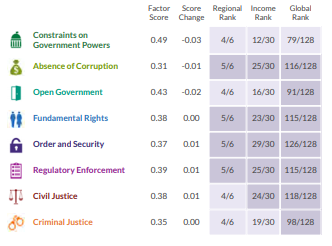 Factor Score Score Change Regional Rank Income Rank Global Rank
Constraints on Government Powers 0.49 -0.03 4/6 12/30 79/128
Absence of Corruption 0.31 -0.01 5/6 25/30 116/128
Open Government 0.43 -0.02 4/6 16/30 91/128
Fundamental Rights 0.38 0.00 5/6 23/30 115/128
Order and Security 0.37 0.01 5/6 29/30 126/128
Regulatory Enforcement 0.39 0.01 5/6 25/30 115/128
Civil Justice 0.38 0.01 4/6 24/30 118/128
Criminal Justice 0.35 0.00 4/6 19/30 98/128